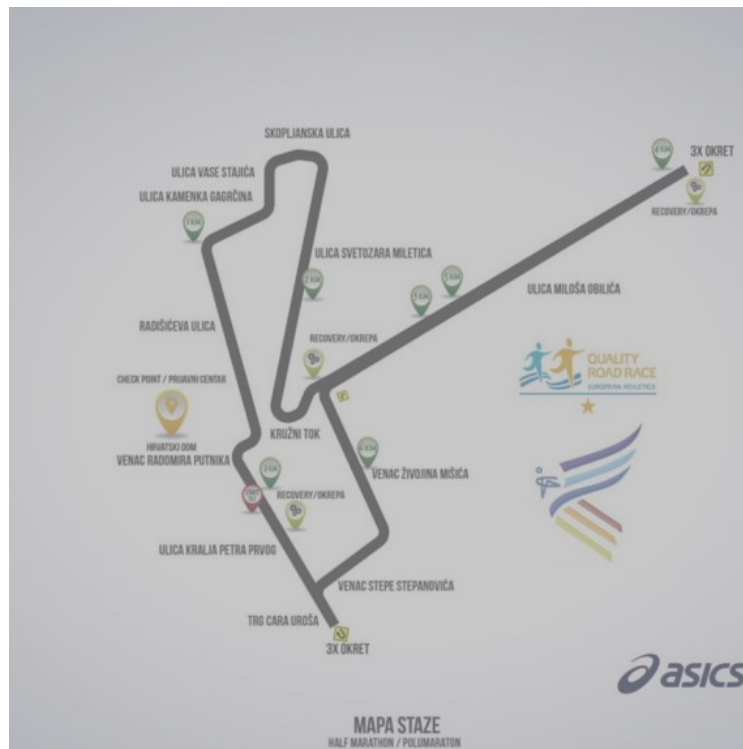 SKOPLJANSKA ULICA
3X OKRET
ULICA VASE STAJIĆA
ULICA KAMENKA GAGRČINA
RECOVERY/OKREPA
ULICA SVETOZARA MILETICA
ULICA MILOŠA OBILIĆA
RADIŠIĆEVA ULICA
RECOVERY/OKREPA
QUALITY
ROAD RACE
EUROPEAN ATHLETICS
CHECK POINT / PRIJAVNI CENTAR
HRVATSKI DOM
KRUŽNI TOK
VENAC RADOMIRA PUTNIKA
VENAC ŽIVOJINA MIŠIĆA
RECOVERY/OKREPA
ULICA KRALJA PETRA PRVOG
VENAC STEPE STEPANOVIĆA
TRG CARA UROŠA
3X OKRET
asics
MAPA STAZE
HALF MARATHON / POLUMARATON